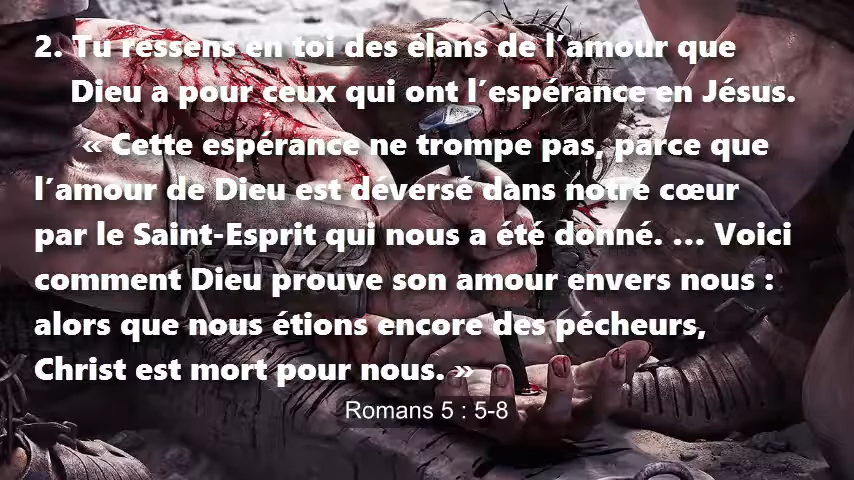 2. Tu ressens en toi des élans de l’amour que
Dieu a pour ceux qui ont l’espérance en Jésus.
« Cette espérance ne trompe pas, parce que
l’amour de Dieu est déversé dans notre cœur
par le Saint-Esprit qui nous a été donné. … Voici
comment Dieu prouve son amour envers nous :
alors que nous étions encore des pécheurs,
Christ est mort pour nous. »
Romans 5 : 5-8